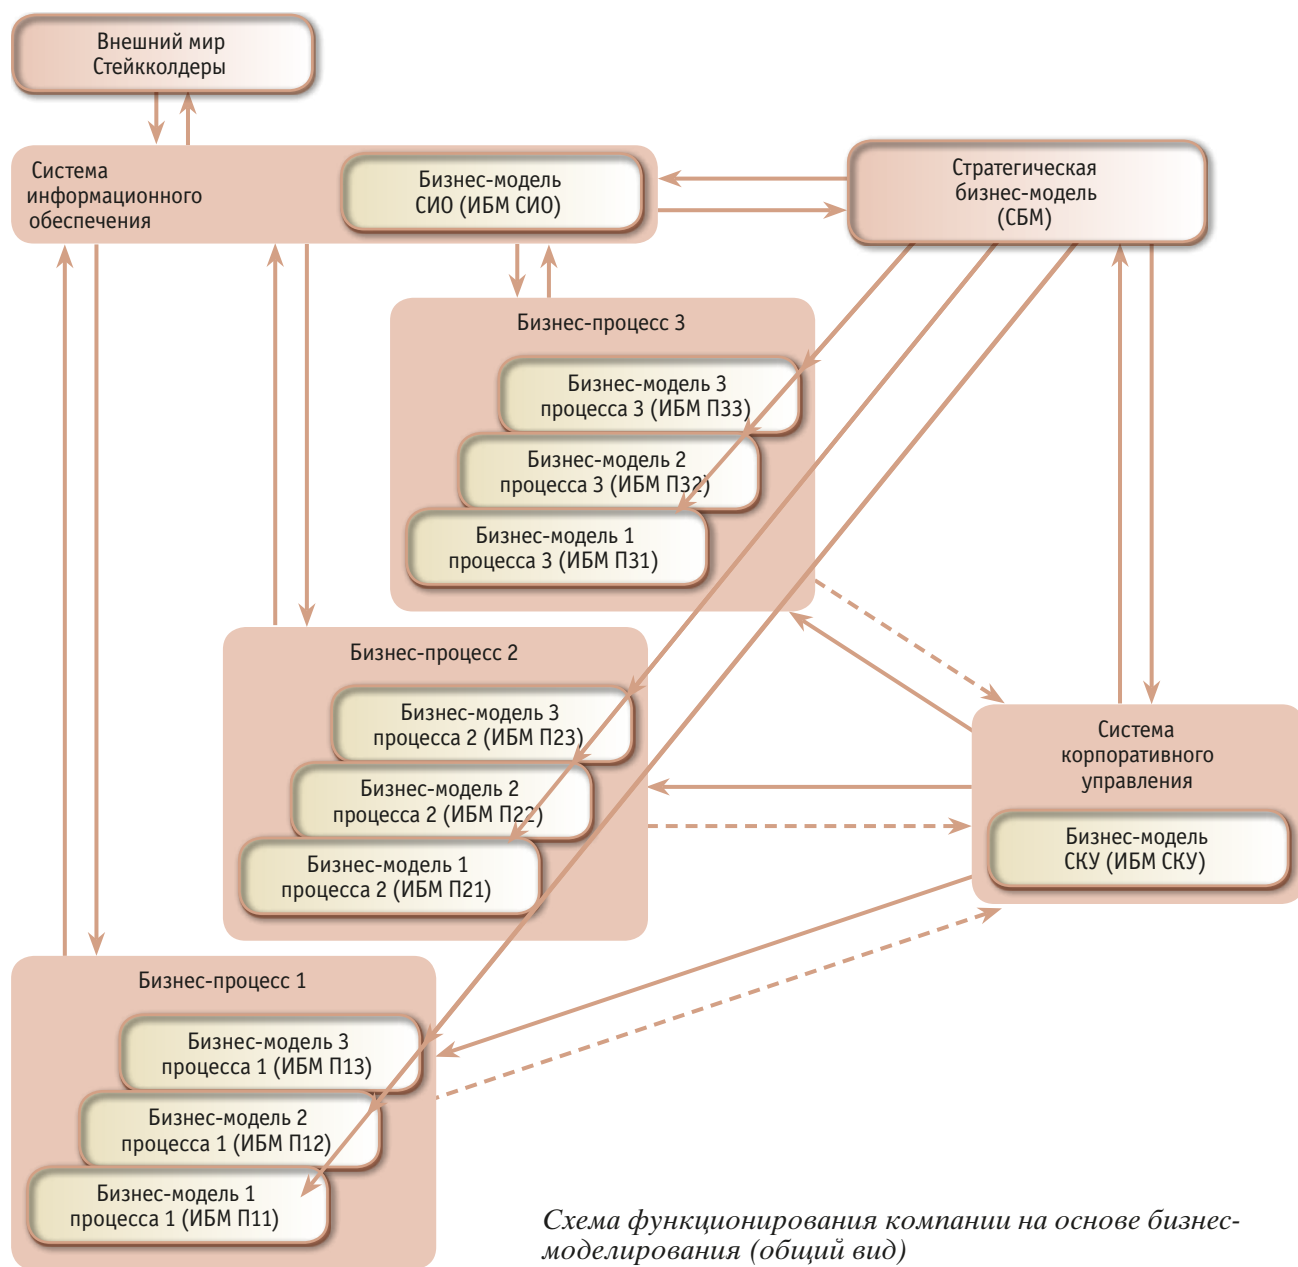 Внешний мир
Стейкхолдеры
Система
информационного
обеспечения
Бизнес-модель
СИО (ИБМ СИО)
Стратегическая
бизнес-модель
(СБМ)
Бизнес-процесс 3
Бизнес-модель 3
процесса 3 (ИБМ П33)
Бизнес-модель 2
процесса 3 (ИБМ П32)
Бизнес-модель 1
процесса 3 (ИБМ П31)
Бизнес-процесс 2
Бизнес-модель 3
процесса 2 (ИБМ П23)
Бизнес-модель 2
процесса 2 (ИБМ П22)
Бизнес-модель 1
процесса 2 (ИБМ П21)
Система
корпоративного
управления
Бизнес-модель
СКУ (ИБМ СКУ)
Бизнес-процесс 1
Бизнес-модель 3
процесса 1 (ИБМ П13)
Бизнес-модель 2
процесса 1 (ИБМ П12)
Бизнес-модель 1
процесса 1 (ИБМ П11)
Схема функционирования компании на основе бизнес-
моделирования (общий вид)